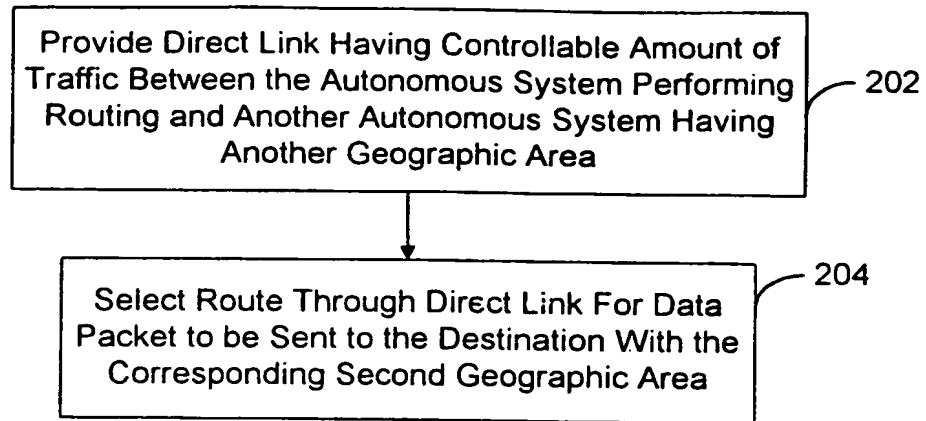 Provide Direct Link Having Controllable Amount of
Traffic Between the Autonomous System Performing
Routing and Another Autonomous System Having
Another Geographic Area
202
Select Route Through Direct Link For Data
Packet to be Sent to the Destination With the
Corresponding Second Geographic Area
204